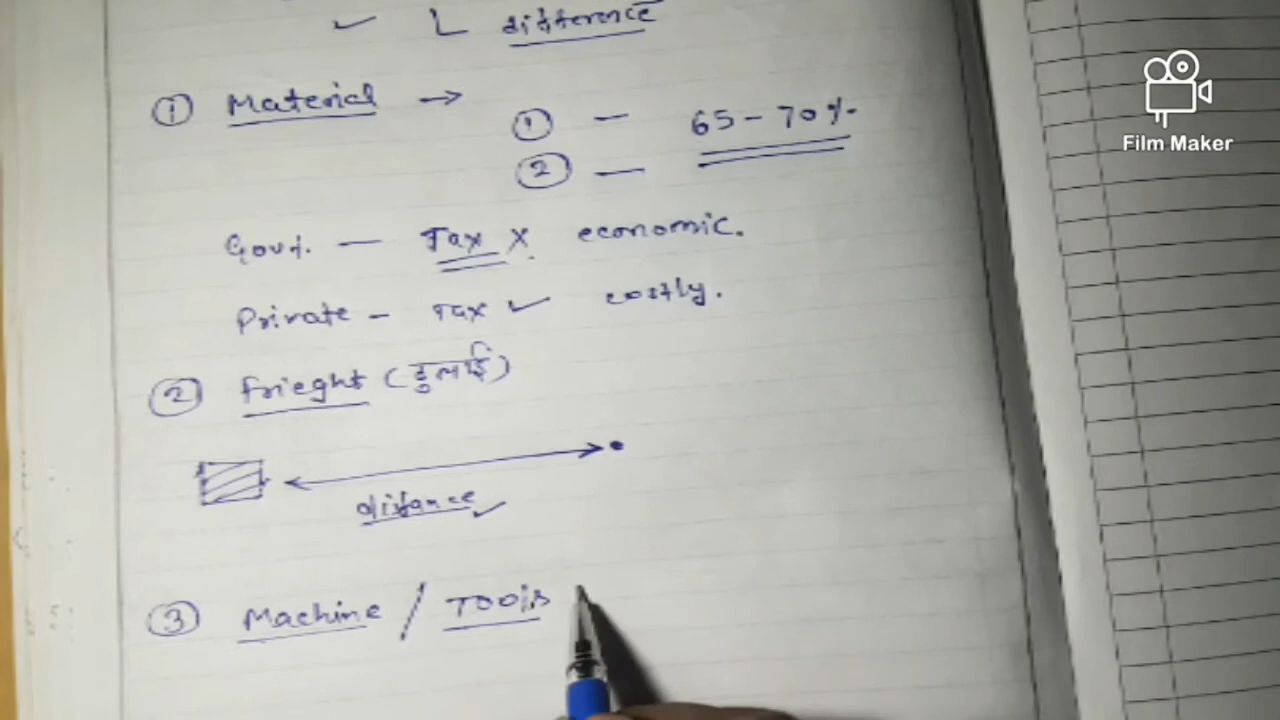 ✓ L difference
① Material →
① — 65-70%
② —
Govt. — Tax X economic.
Private - Tax ✓ costly.
② frieght (ढुलाई)
distance ✓
③ Machine / Tools
Film Maker